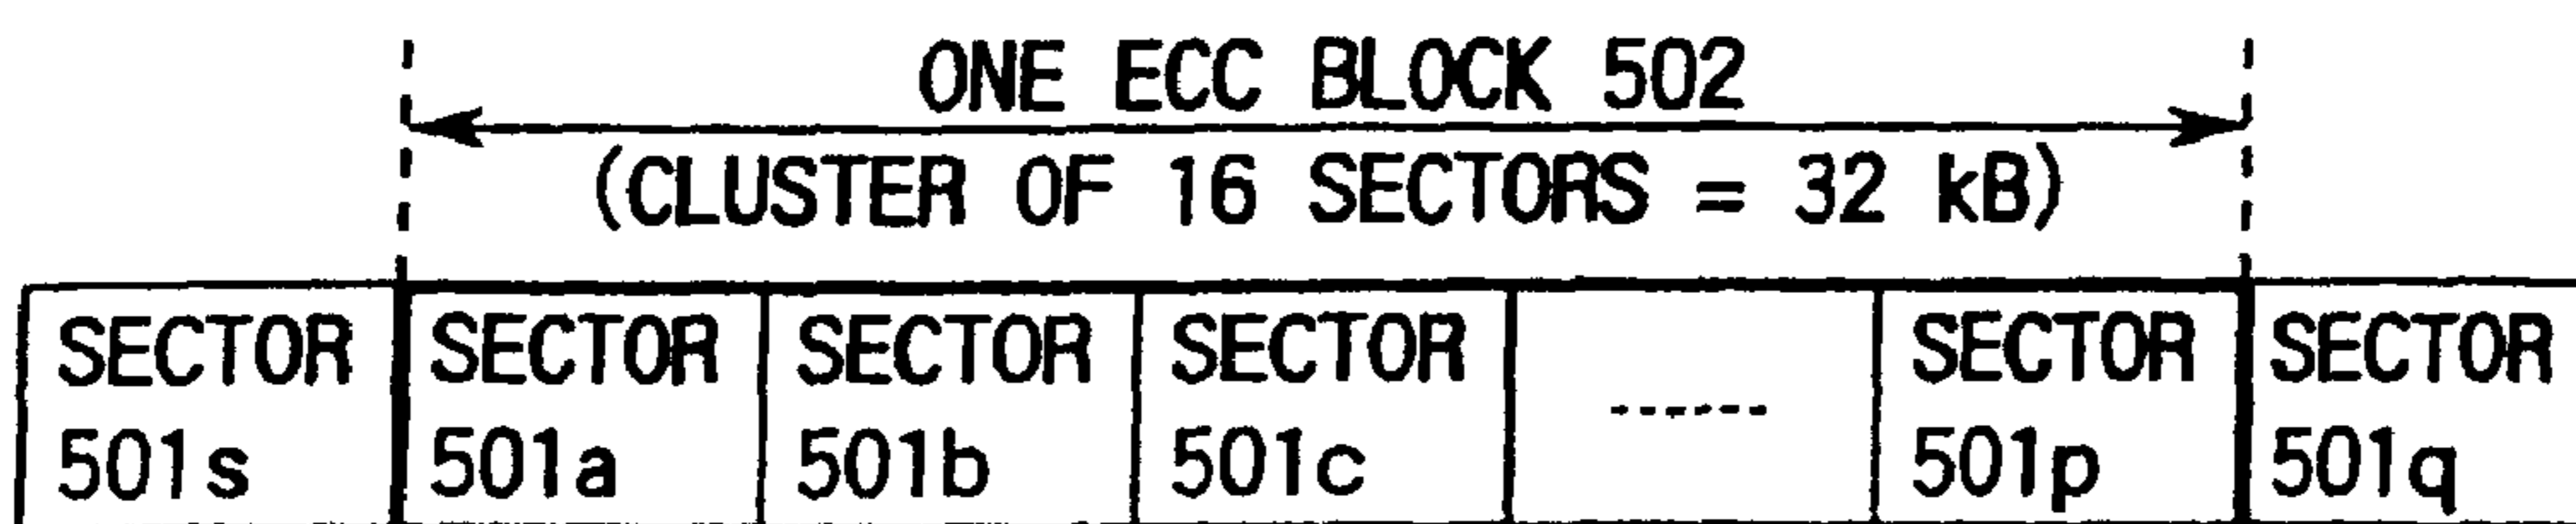 ONE ECC BLOCK 502
(CLUSTER OF 16 SECTORS = 32 kB)
SECTOR SECTOR SECTOR SECTOR ------ SECTOR SECTOR
501s 501a 501b 501c 501p 501q